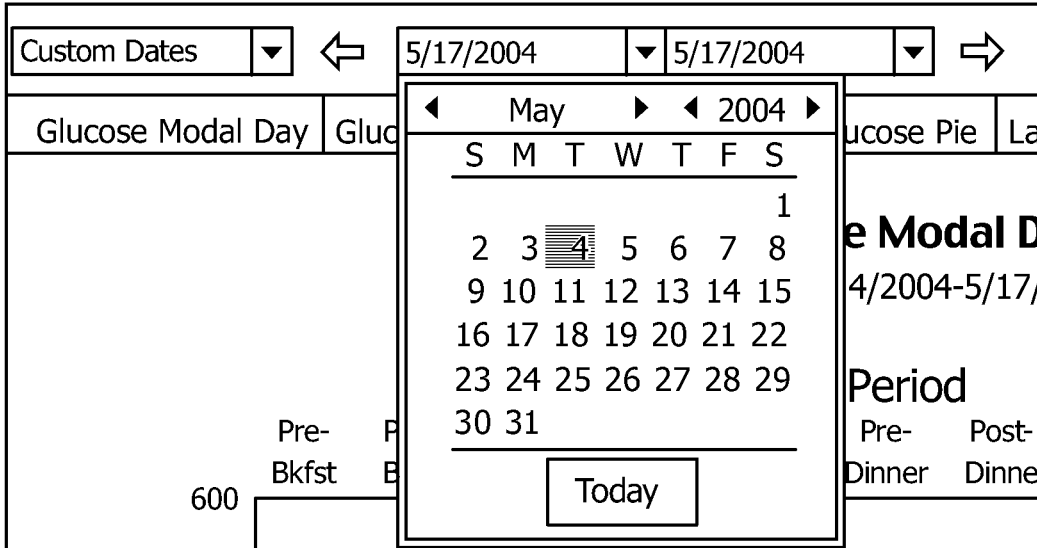 Custom Dates 5/17/2004 5/17/2004
May 2004
Glucose Modal Day Gluc ucose Pie La
S M T W T F S
1
e Modal D
2 3 4 5 6 7 8
9 10 11 12 13 14 15
4/2004-5/17/
16 17 18 19 20 21 22
23 24 25 26 27 28 29
Period
30 31
Pre- P Pre- Post-
Bkfst B Dinner Dinne
Today
600